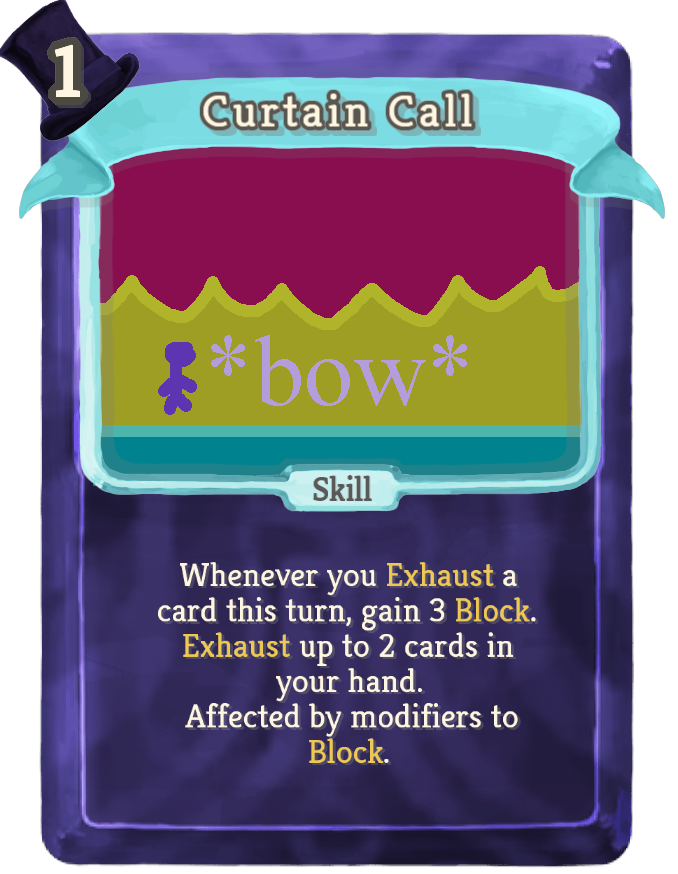 1
Curtain Call
*bow*
Skill
Whenever you Exhaust a
card this turn, gain 3 Block.
Exhaust up to 2 cards in
your hand.
Affected by modifiers to
Block.